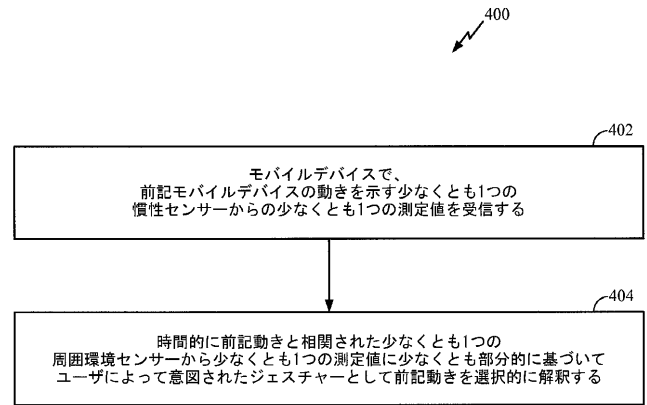 400
402
モバイルデバイスで、
前記モバイルデバイスの動きを示す少なくとも1つの
慣性センサーからの少なくとも1つの測定値を受信する
404
時間的に前記動きと相関された少なくとも1つの
周囲環境センサーから少なくとも1つの測定値に少なくとも部分的に基づいて
ユーザによって意図されたジェスチャーとして前記動きを選択的に解釈する